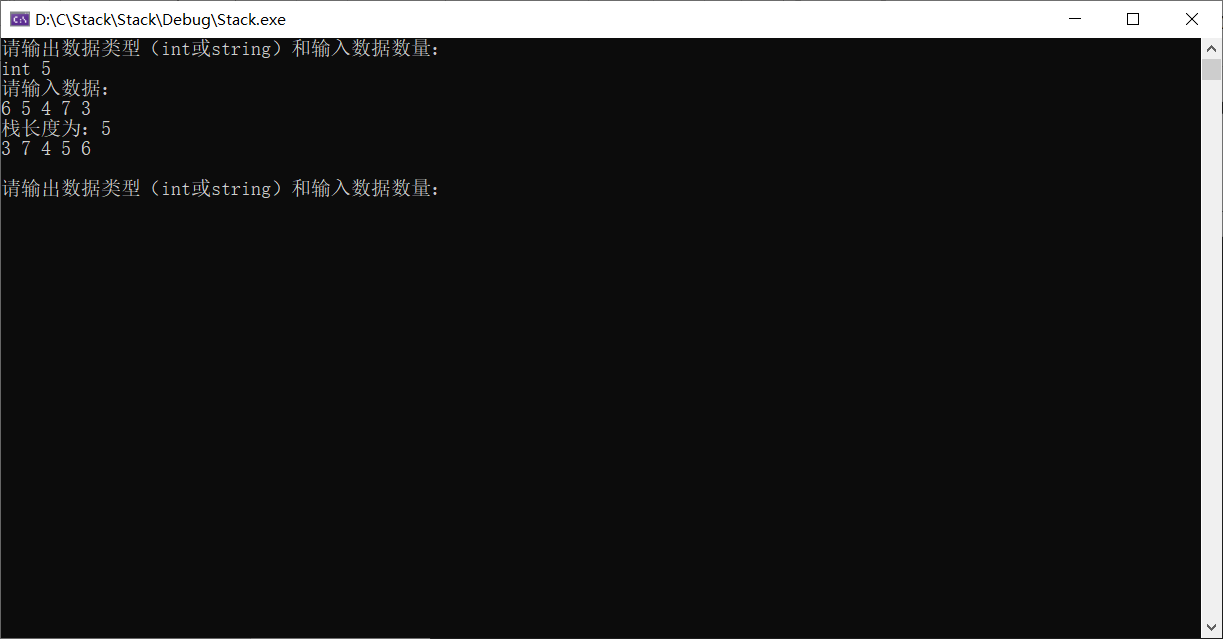 D:\C\Stack\Stack\Debug\Stack.exe
请输出数据类型（int或string）和输入数据数量：
int 5
请输入数据：
6 5 4 7 3
栈长度为：5
3 7 4 5 6
请输出数据类型（int或string）和输入数据数量：